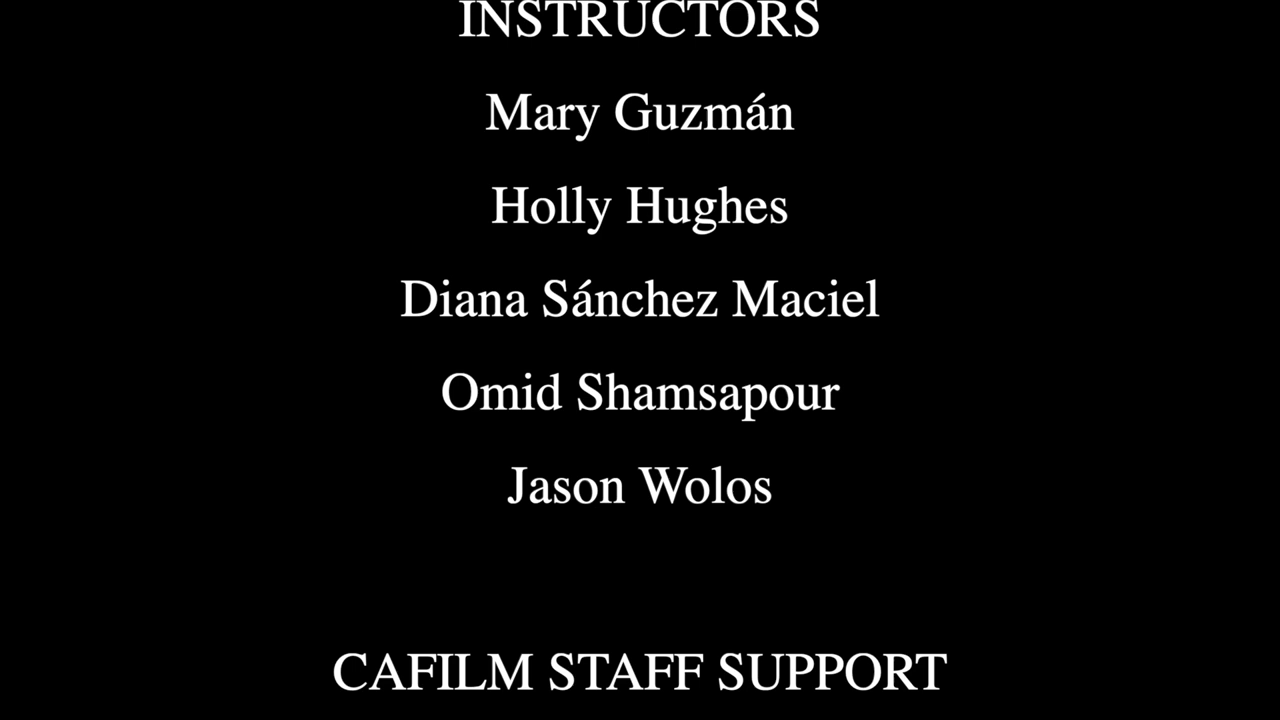 INSTRUCTORS
Mary Guzmán
Holly Hughes
Diana Sánchez Maciel
Omid Shamsapour
Jason Wolos
CAFILM STAFF SUPPORT